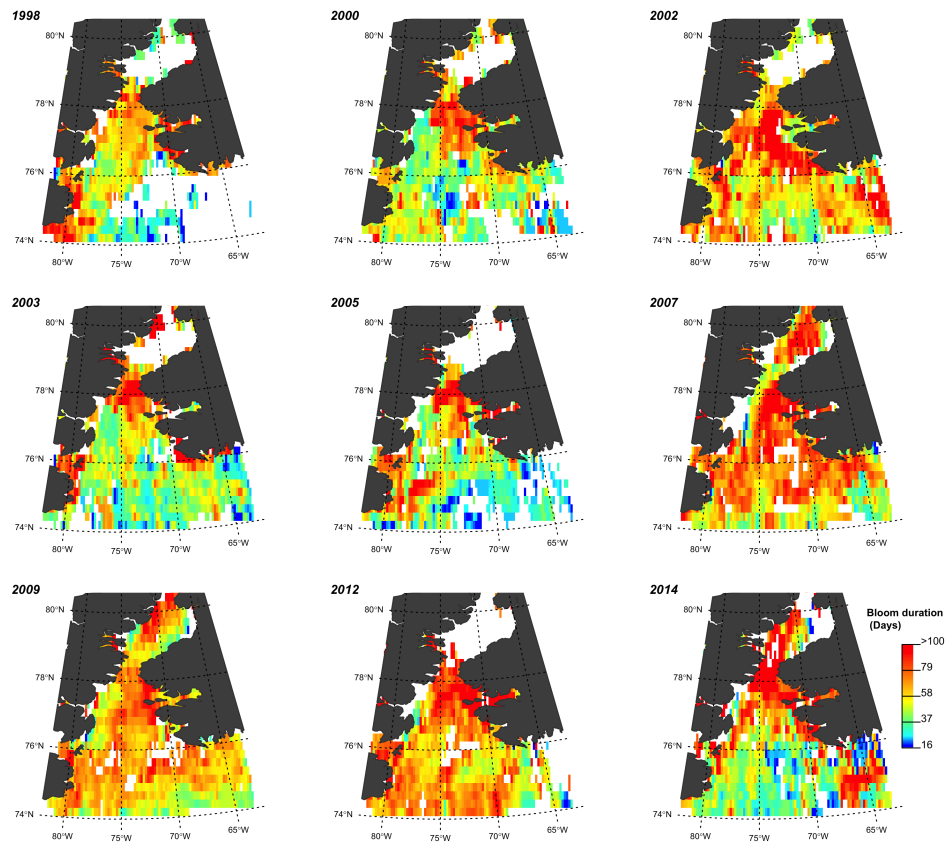 1998
80°N
78°N
76°N
74°N
80°W
75°W
70°W
65°W
2000
80°N
78°N
76°N
74°N
80°W
75°W
70°W
65°W
2002
80°N
78°N
76°N
74°N
80°W
75°W
70°W
65°W
2003
80°N
78°N
76°N
74°N
80°W
75°W
70°W
65°W
2005
80°N
78°N
76°N
74°N
80°W
75°W
70°W
65°W
2007
80°N
78°N
76°N
74°N
80°W
75°W
70°W
65°W
2009
80°N
78°N
76°N
74°N
80°W
75°W
70°W
65°W
2012
80°N
78°N
76°N
74°N
80°W
75°W
70°W
65°W
2014
80°N
78°N
76°N
74°N
80°W
75°W
70°W
65°W
Bloom duration
(Days)
>100
79
58
37
16